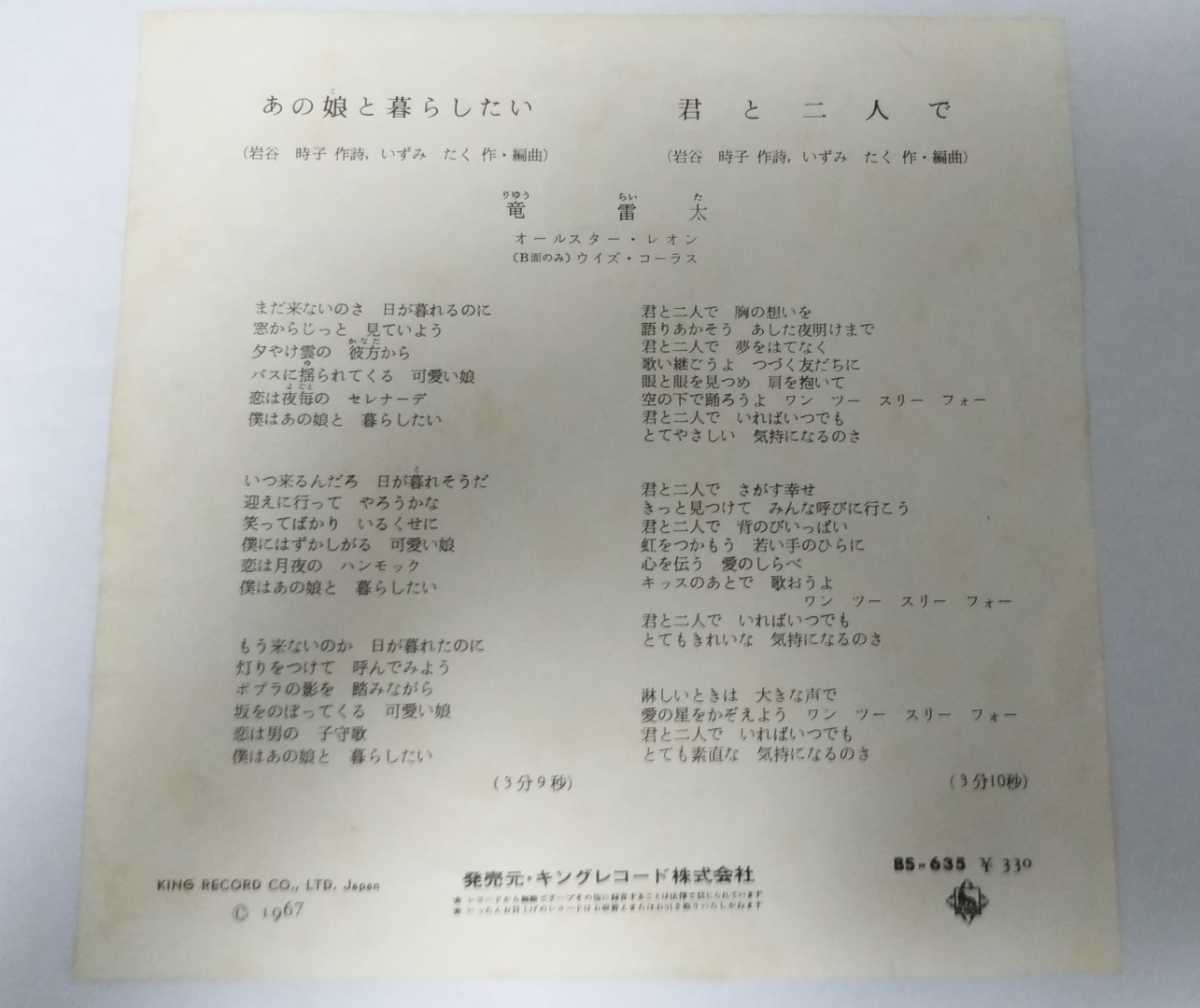 あの娘と暮らしたい
(岩谷 時子 作詩, いずみ たく 作・編曲)
君と二人で
(岩谷 時子 作詩, いずみ たく 作・編曲)
りゆう らい た
竜 雷 太
オールスター・レオン
(B面のみ) ウイズ・コーラス
まだ来ないのさ 日が暮れるのに
窓からじっと 見ていよう
夕やけ雲の 彼方から
バスに揺られてくる 可愛い娘
恋は夜毎の セレナーデ
僕はあの娘と 暮らしたい
いつ来るんだろ 日が暮れそうだ
迎えに行って やろうかな
笑ってばかり いるくせに
僕にはずかしがる 可愛い娘
恋は月夜の ハンモック
僕はあの娘と 暮らしたい
もう来ないのか 日が暮れたのに
灯りをつけて 呼んでみよう
ポプラの影を 踏みながら
坂をのぼってくる 可愛い娘
恋は男の 子守歌
僕はあの娘と 暮らしたい
(3分9秒)
君と二人で 胸の想いを
語りあかそう あした夜明けまで
君と二人で 夢をはてなく
歌い継ごうよ つづく友だちに
眼と眼を見つめ 肩を抱いて
空の下で踊ろうよ ワン ツー スリー フォー
君と二人で いればいつでも
とてやさしい 気持になるのさ
君と二人で さがす幸せ
きっと見つけて みんな呼びに行こう
君と二人で 背のびいっぱい
虹をつかもう 若い手のひらに
心を伝う 愛のしらべ
キッスのあとで 歌おうよ
ワン ツー スリー フォー
君と二人で いればいつでも
とてもきれいな 気持になるのさ
淋しいときは 大きな声で
愛の星をかぞえよう ワン ツー スリー フォー
君と二人で いればいつでも
とても素直な 気持になるのさ
(3分10秒)
BS-635 ¥330
KING RECORD CO., LTD. Japan
© 1967
発売元・キングレコード株式会社